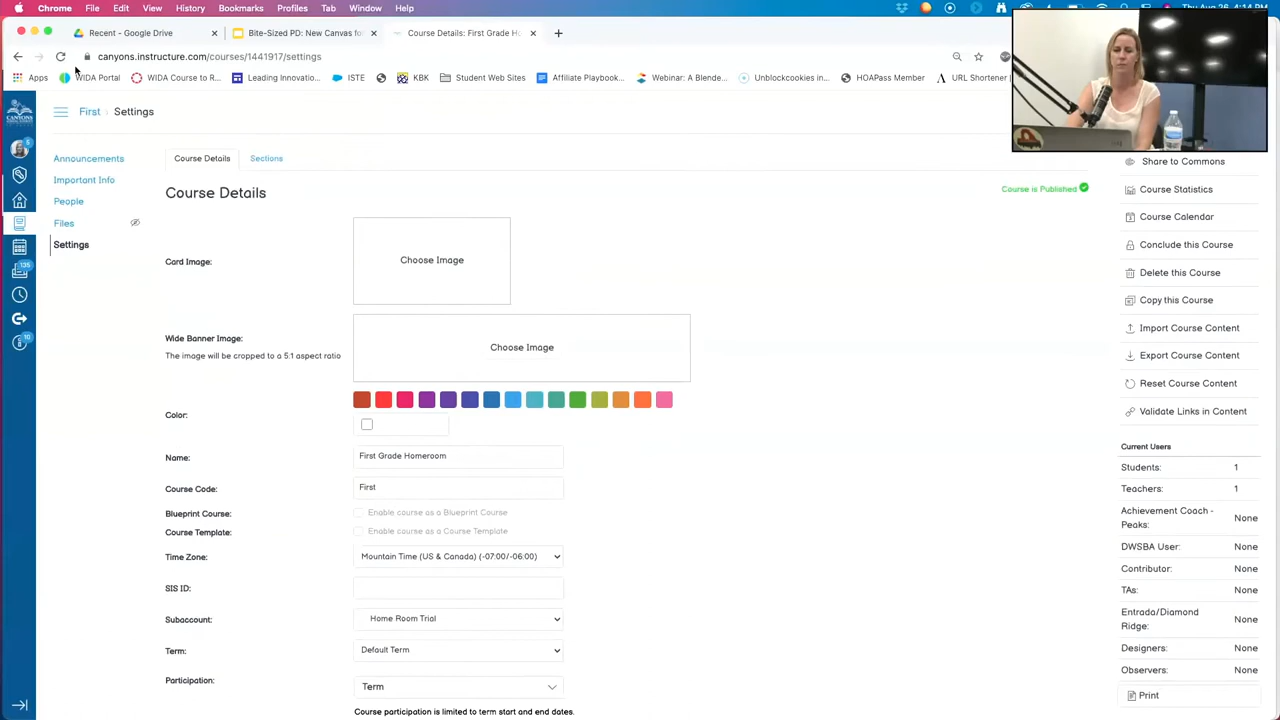 Chrome File Edit View History Bookmarks Profiles Tab Window Help
Recent - Google Drive
Bite-Sized PD: New Canvas fo
Course Details: First Grade Ho
canyons.instructure.com/courses/1441917/settings
Apps
WIDA Portal
WIDA Course to R...
Leading Innovatio...
ISTE
KBK
Student Web Sites
Affiliate Playbook...
Webinar: A Blende...
Unblockcookies in...
HOAPass Member
URL Shortener
First
Settings
Announcements
Important Info
People
Files
Settings
135
10
Course Details
Sections
Course Details
Course is Published
Card Image:
Choose Image
Wide Banner Image:
The image will be cropped to a 5:1 aspect ratio
Choose Image
Color:
Name:
First Grade Homeroom
Course Code:
First
Blueprint Course:
Enable course as a Blueprint Course
Course Template:
Enable course as a Course Template
Time Zone:
Mountain Time (US & Canada) (-07:00/-06:00)
SIS ID:
Subaccount:
Home Room Trial
Term:
Default Term
Participation:
Term
Course participation is limited to term start and end dates.
Share to Commons
Course Statistics
Course Calendar
Conclude this Course
Delete this Course
Copy this Course
Import Course Content
Export Course Content
Reset Course Content
Validate Links in Content
Current Users
Students: 1
Teachers: 1
Achievement Coach -
Peaks: None
DWSBA User: None
Contributor: None
TAs: None
Entrada/Diamond
Ridge: None
Designers: None
Observers: None
Print